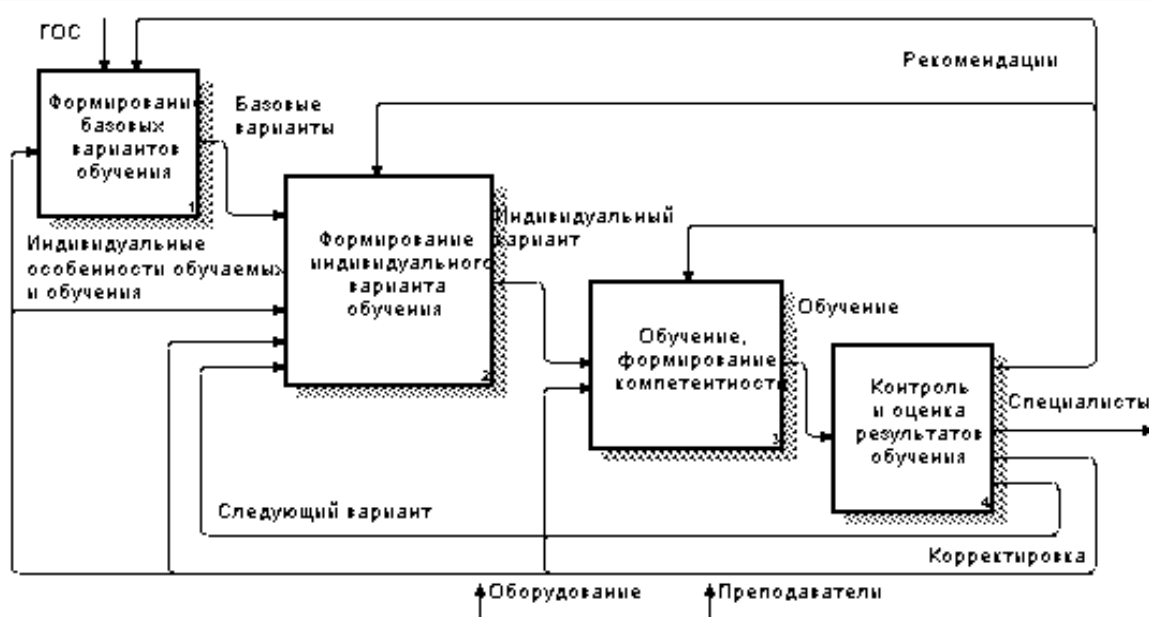 ГОС
Рекомендации
Формирование
базовых
вариантов
обучения
1
Базовые
варианты
Индивидуальные
особенности обучаемых
и обучения
Формирование
индивидуального
варианта
обучения
2
Индивидуальный
вариант
Обучение,
формирование
компетентность
3
Обучение
Контроль
и оценка
результатов
обучения
4
Специалисты
Следующий вариант
Корректировка
Оборудование
Преподаватели